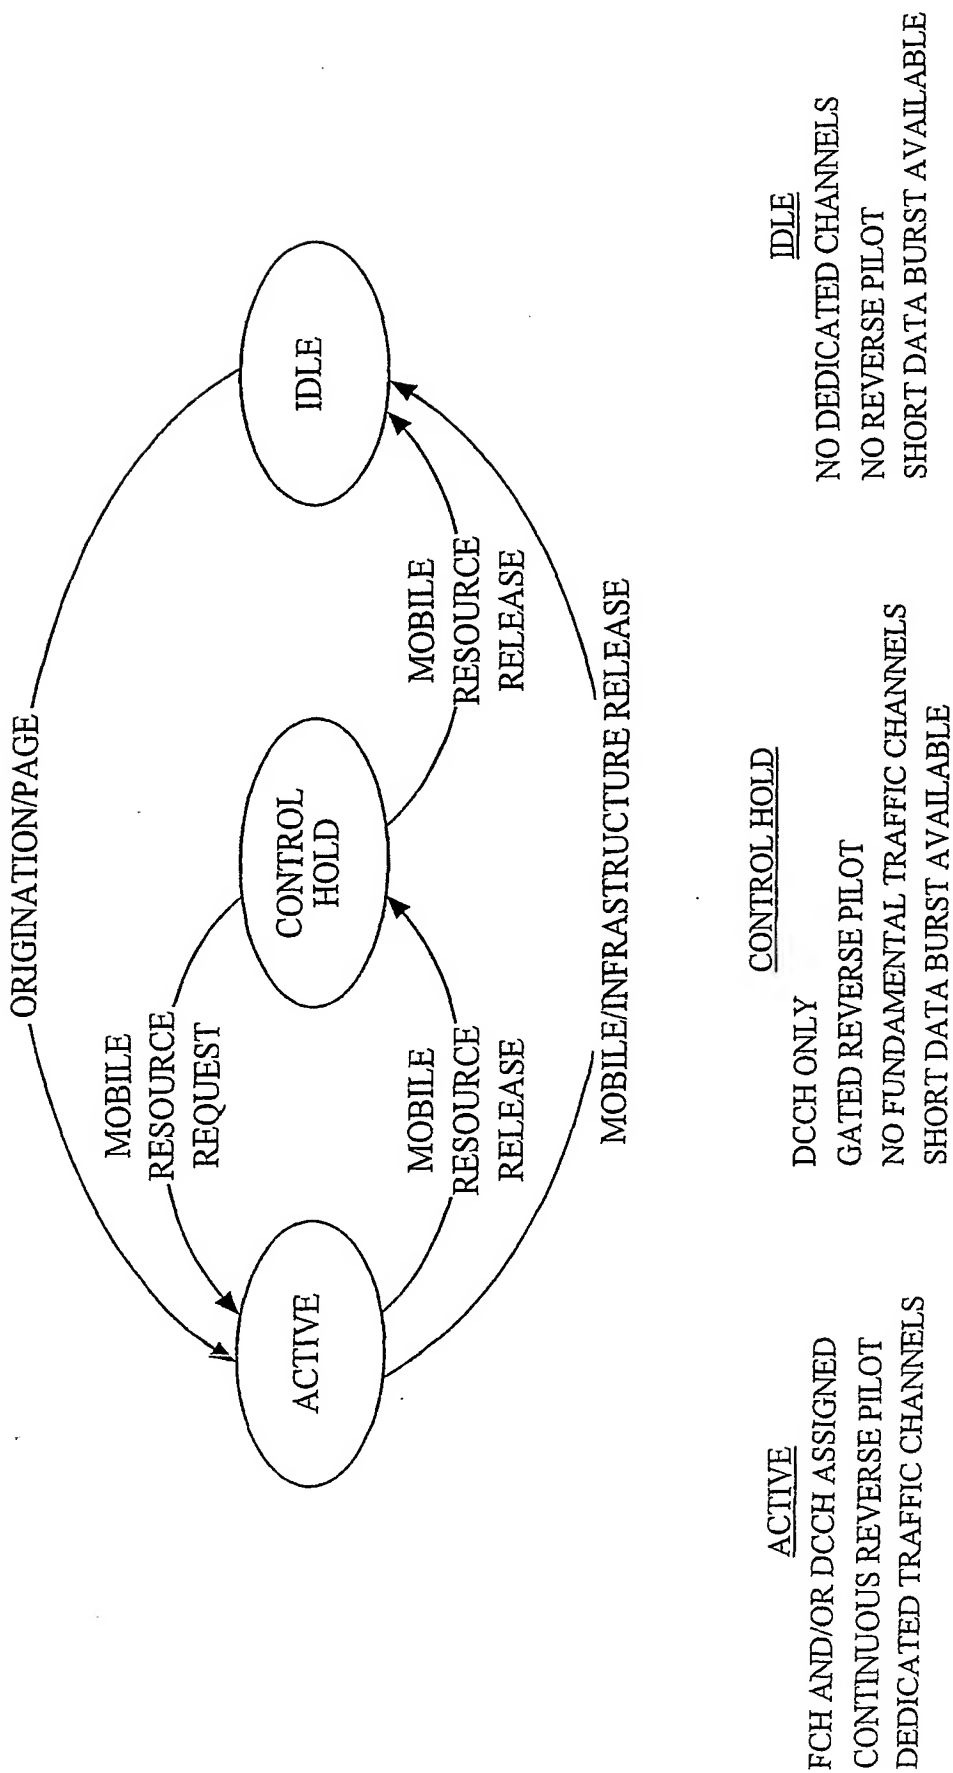 ORIGINATION/PAGE
MOBILE
RESOURCE
REQUEST
ACTIVE
CONTROL
HOLD
IDLE
MOBILE
RESOURCE
RELEASE
MOBILE
RESOURCE
RELEASE
MOBILE/INFRASTRUCTURE RELEASE
ACTIVE
FCH AND/OR DCCH ASSIGNED
CONTINUOUS REVERSE PILOT
DEDICATED TRAFFIC CHANNELS
CONTROL HOLD
DCCH ONLY
GATED REVERSE PILOT
NO FUNDAMENTAL TRAFFIC CHANNELS
SHORT DATA BURST AVAILABLE
IDLE
NO DEDICATED CHANNELS
NO REVERSE PILOT
SHORT DATA BURST AVAILABLE